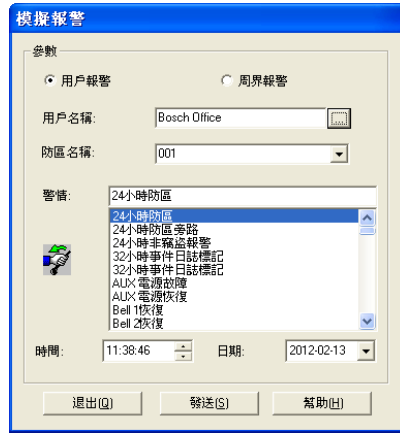 模擬報警
參數
用戶報警 周界報警
用戶名稱: Bosch Office ...
防區名稱: 001
警情: 24小時防區
24小時防區
24小時防區旁路
24小時非竊盜報警
32小時事件日誌標記
32小時事件日誌標記
AUX 電源故障
AUX 電源恢復
Bell 1恢復
Bell 2恢復
時間: 11:38:46 日期: 2012-02-13
退出(Q) 發送(S) 幫助(H)